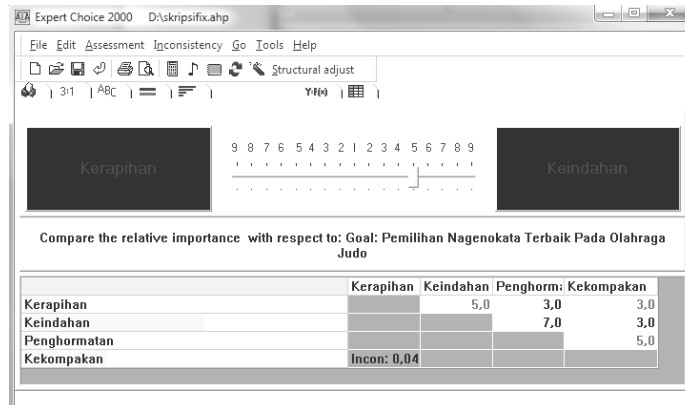 Expert Choice 2000 D:\skripsifix.ahp
File Edit Assessment Inconsistency Go Tools Help
Structural adjust
3:1 ABC Y:f(x)
9 8 7 6 5 4 3 2 1 2 3 4 5 6 7 8 9
Kerapihan Keindahan
Compare the relative importance with respect to: Goal: Pemilihan Nagenokata Terbaik Pada Olahraga
Judo
Kerapihan Keindahan Penghorma Kekompakan
Kerapihan 5,0 3,0 3,0
Keindahan 7,0 3,0
Penghormatan 5,0
Kekompakan Incon: 0,04